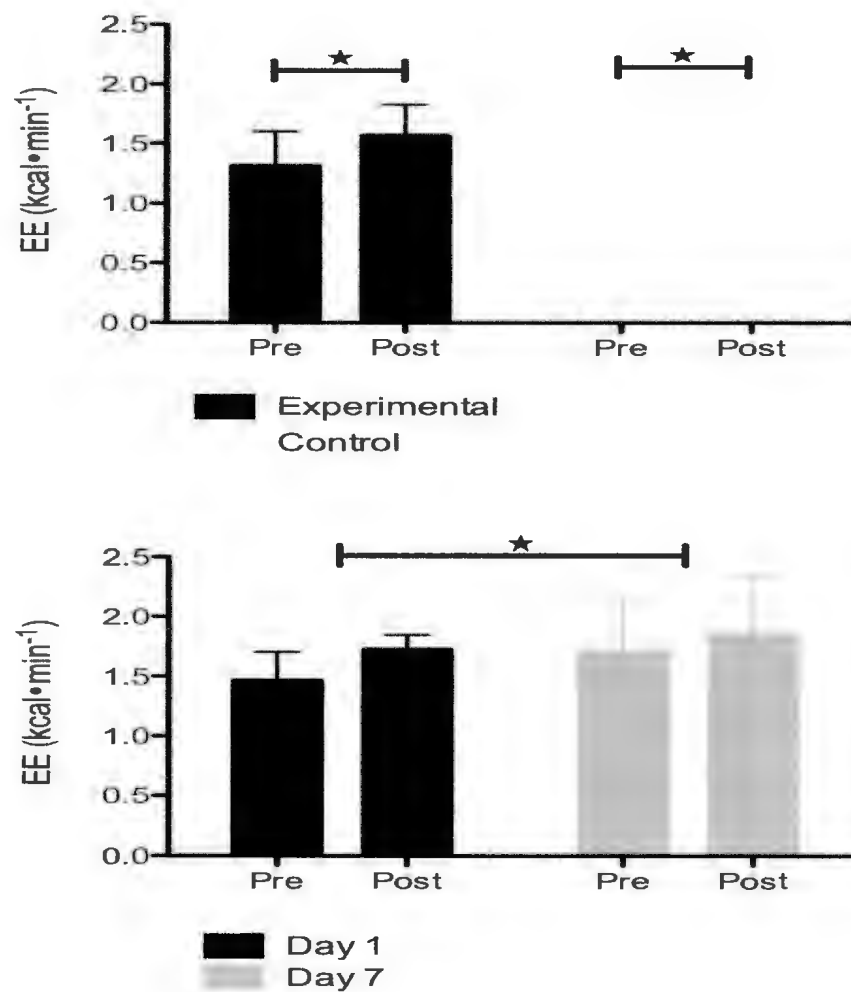 EE (kcal•min⁻¹)
2.5
2.0
1.5
1.0
0.5
0.0
★
★
Pre Post Pre Post
Experimental
Control
EE (kcal•min⁻¹)
2.5
2.0
1.5
1.0
0.5
0.0
★
Pre Post Pre Post
Day 1
Day 7